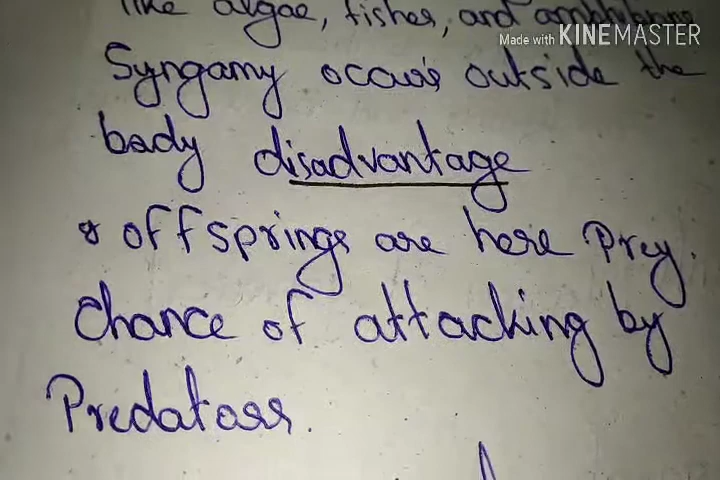 like algae, fishes, and amphibians
Made with KINEMASTER
Syngamy occurs outside the
body disadvantage
* offsprings are here Prey.
chance of attacking by
Predators.